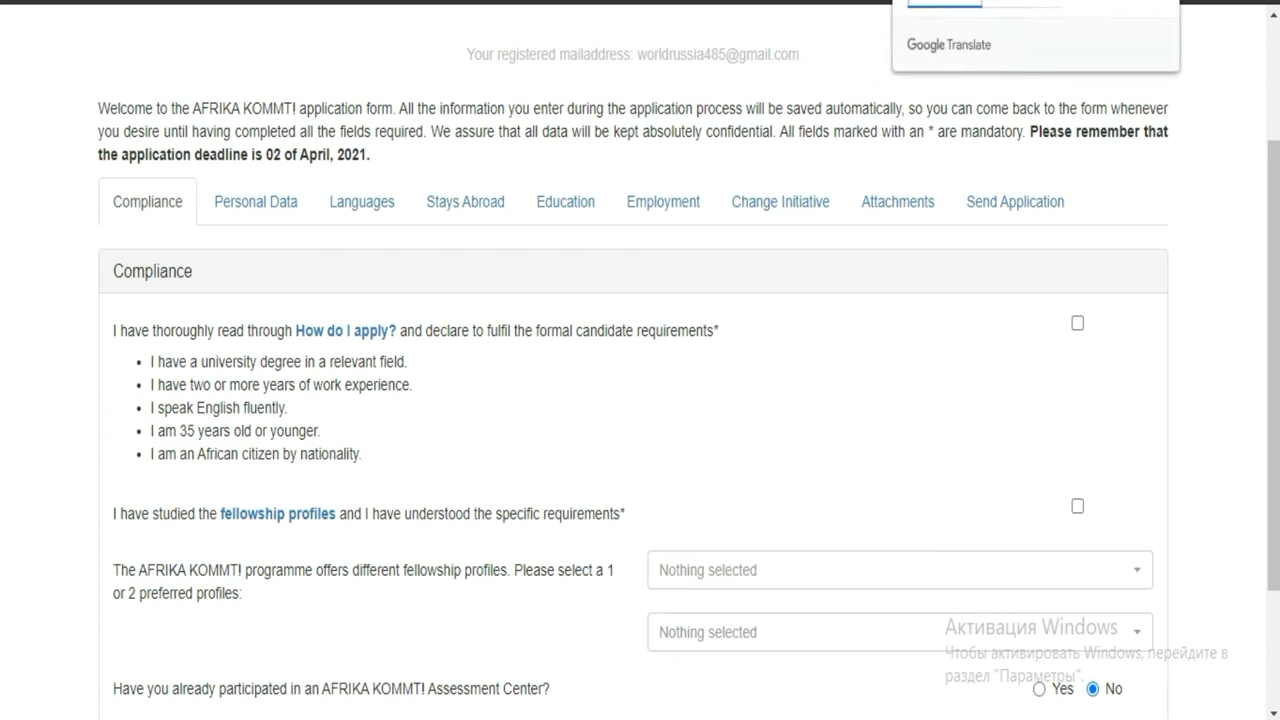 Google Translate
Your registered mailaddress: worldrussia485@gmail.com
Welcome to the AFRIKA KOMMT! application form. All the information you enter during the application process will be saved automatically, so you can come back to the form whenever
you desire until having completed all the fields required. We assure that all data will be kept absolutely confidential. All fields marked with an * are mandatory. Please remember that
the application deadline is 02 of April, 2021.
Compliance Personal Data Languages Stays Abroad Education Employment Change Initiative Attachments Send Application
Compliance
I have thoroughly read through How do I apply? and declare to fulfil the formal candidate requirements*
• I have a university degree in a relevant field.
• I have two or more years of work experience.
• I speak English fluently.
• I am 35 years old or younger.
• I am an African citizen by nationality.
I have studied the fellowship profiles and I have understood the specific requirements*
The AFRIKA KOMMT! programme offers different fellowship profiles. Please select a 1
or 2 preferred profiles:
Nothing selected
Nothing selected
Активация Windows
Чтобы активировать Windows, перейдите в
раздел "Параметры".
Have you already participated in an AFRIKA KOMMT! Assessment Center?
Yes No